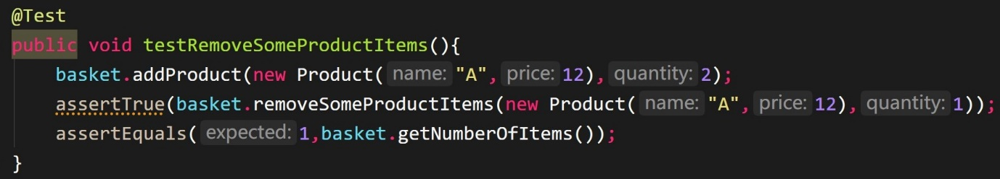 @Test
public void testRemoveSomeProductItems(){
    basket.addProduct(new Product( name: "A", price: 12), quantity: 2);
    assertTrue(basket.removeSomeProductItems(new Product( name: "A", price: 12), quantity: 1));
    assertEquals( expected: 1,basket.getNumberOfItems());
}